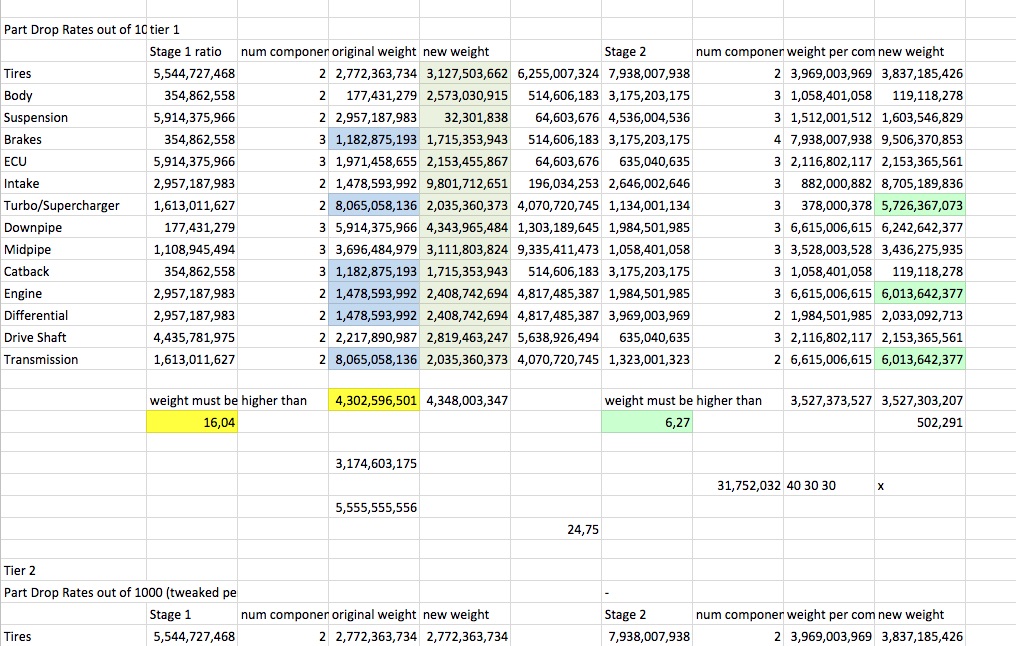 Part Drop Rates out of 10 tier 1
Stage 1 ratio num componen original weight new weight Stage 2 num componen weight per com new weight
Tires 5,544,727,468 2 2,772,363,734 3,127,503,662 6,255,007,324 7,938,007,938 2 3,969,003,969 3,837,185,426
Body 354,862,558 2 177,431,279 2,573,030,915 514,606,183 3,175,203,175 3 1,058,401,058 119,118,278
Suspension 5,914,375,966 2 2,957,187,983 32,301,838 64,603,676 4,536,004,536 3 1,512,001,512 1,603,546,829
Brakes 354,862,558 3 1,182,875,193 1,715,353,943 514,606,183 3,175,203,175 4 7,938,007,938 9,506,370,853
ECU 5,914,375,966 3 1,971,458,655 2,153,455,867 64,603,676 635,040,635 3 2,116,802,117 2,153,365,561
Intake 2,957,187,983 2 1,478,593,992 9,801,712,651 196,034,253 2,646,002,646 3 882,000,882 8,705,189,836
Turbo/Supercharger 1,613,011,627 2 8,065,058,136 2,035,360,373 4,070,720,745 1,134,001,134 3 378,000,378 5,726,367,073
Downpipe 177,431,279 3 5,914,375,966 4,343,965,484 1,303,189,645 1,984,501,985 3 6,615,006,615 6,242,642,377
Midpipe 1,108,945,494 3 3,696,484,979 3,111,803,824 9,335,411,473 1,058,401,058 3 3,528,003,528 3,436,275,935
Catback 354,862,558 3 1,182,875,193 1,715,353,943 514,606,183 3,175,203,175 3 1,058,401,058 119,118,278
Engine 2,957,187,983 2 1,478,593,992 2,408,742,694 4,817,485,387 1,984,501,985 3 6,615,006,615 6,013,642,377
Differential 2,957,187,983 2 1,478,593,992 2,408,742,694 4,817,485,387 3,969,003,969 2 1,984,501,985 2,033,092,713
Drive Shaft 4,435,781,975 2 2,217,890,987 2,819,463,247 5,638,926,494 635,040,635 3 2,116,802,117 2,153,365,561
Transmission 1,613,011,627 2 8,065,058,136 2,035,360,373 4,070,720,745 1,323,001,323 2 6,615,006,615 6,013,642,377
weight must be higher than 4,302,596,501 4,348,003,347 weight must be higher than 3,527,373,527 3,527,303,207
16,04 6,27 502,291
3,174,603,175
31,752,032 40 30 30 x
5,555,555,556
24,75
Tier 2
Part Drop Rates out of 1000 (tweaked pe -
Stage 1 num componen original weight new weight Stage 2 num componen weight per com new weight
Tires 5,544,727,468 2 2,772,363,734 2,772,363,734 7,938,007,938 2 3,969,003,969 3,837,185,426